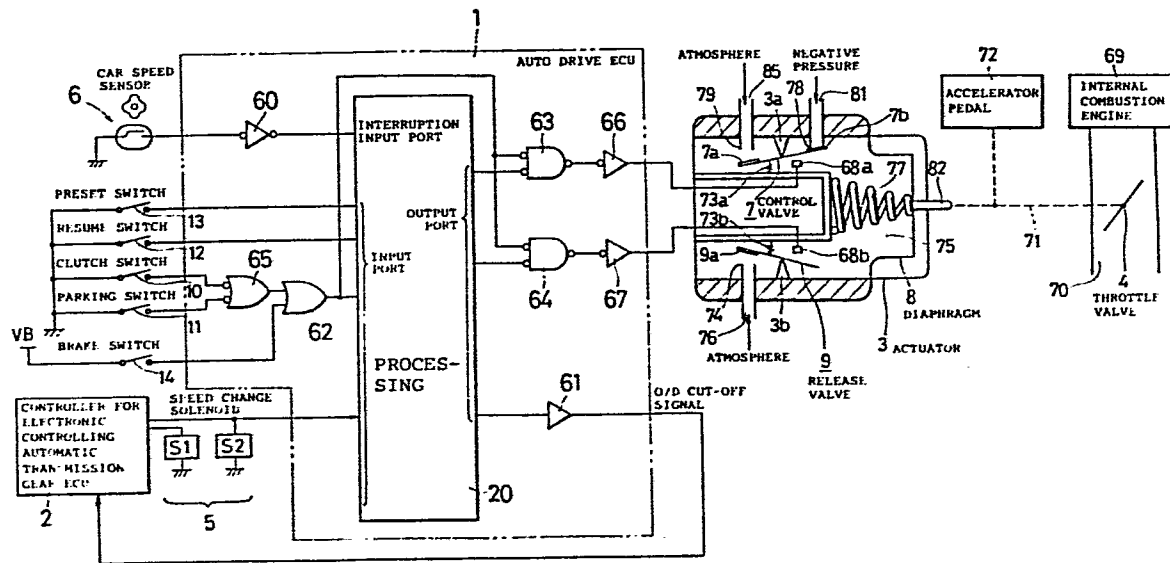 1
AUTO DRIVE ECU
CAR SPEED
SENSOR
6
60
INTERRUPTION
INPUT PORT
63
66
ATMOSPHERE
85
NEGATIVE
PRESSURE
79
3a
78
81
7b
7a
68a
77
82
73a
7 CONTROL
VALVE
73b
9a
68b
75
74
76
3b
8
DIAPHRAGM
3 ACTUATOR
ATMOSPHERE
9 RELEASE
VALVE
72
ACCELERATOR
PEDAL
69
INTERNAL
COMBUSTION
ENGINE
71
70
4
THROTTLE
VALVE
PRESET SWITCH
13
RESUME SWITCH
12
CLUTCH SWITCH
10
PARKING SWITCH
11
VB
BRAKE SWITCH
14
65
62
INPUT
PORT
OUTPUT
PORT
PROCES-
SING
64
67
61
O/D CUT-OFF
SIGNAL
20
SPEED CHANGE
SOLENOID
S1
S2
5
CONTROLLER FOR
ELECTRONIC
CONTROLLING
AUTOMATIC
TRANSMISSION
GEAR ECU
2